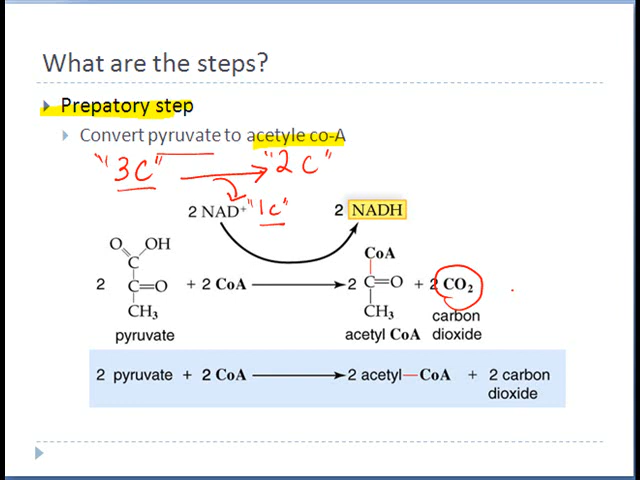 What are the steps?
Prepatory step
Convert pyruvate to acetyle co-A
"3C" "2C"
2 NAD+ "1C" 2 NADH
O OH CoA
C
2 C=O + 2 CoA 2 C=O + 2 CO2
CH3 CH3 carbon
pyruvate acetyl CoA dioxide
2 pyruvate + 2 CoA 2 acetyl—CoA + 2 carbon
dioxide